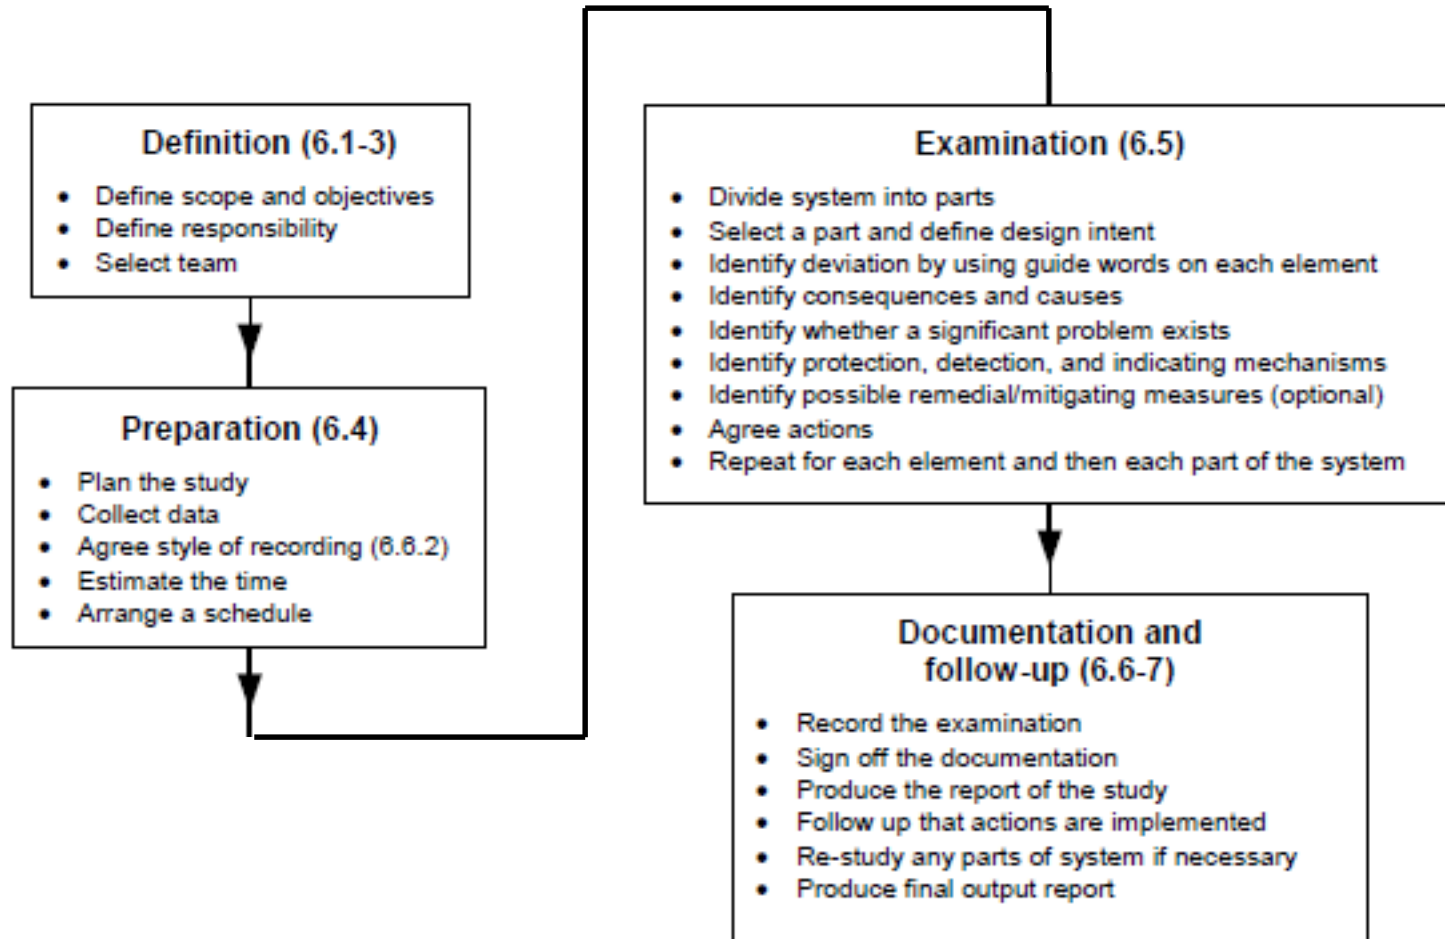 Definition (6.1-3)
• Define scope and objectives
• Define responsibility
• Select team
Preparation (6.4)
• Plan the study
• Collect data
• Agree style of recording (6.6.2)
• Estimate the time
• Arrange a schedule
Examination (6.5)
• Divide system into parts
• Select a part and define design intent
• Identify deviation by using guide words on each element
• Identify consequences and causes
• Identify whether a significant problem exists
• Identify protection, detection, and indicating mechanisms
• Identify possible remedial/mitigating measures (optional)
• Agree actions
• Repeat for each element and then each part of the system
Documentation and
follow-up (6.6-7)
• Record the examination
• Sign off the documentation
• Produce the report of the study
• Follow up that actions are implemented
• Re-study any parts of system if necessary
• Produce final output report